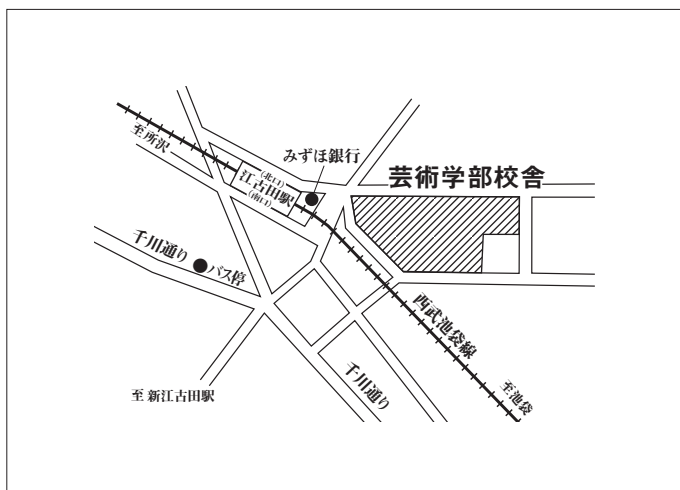 至所沢
(北口)
江古田駅
(南口)
みずほ銀行
芸術学部校舎
千川通り
バス停
西武池袋線
千川通り
至池袋
至 新江古田駅